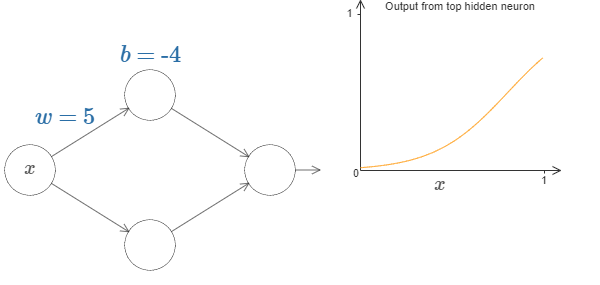 b = -4
w = 5
x
Output from top hidden neuron
1
0
x
1